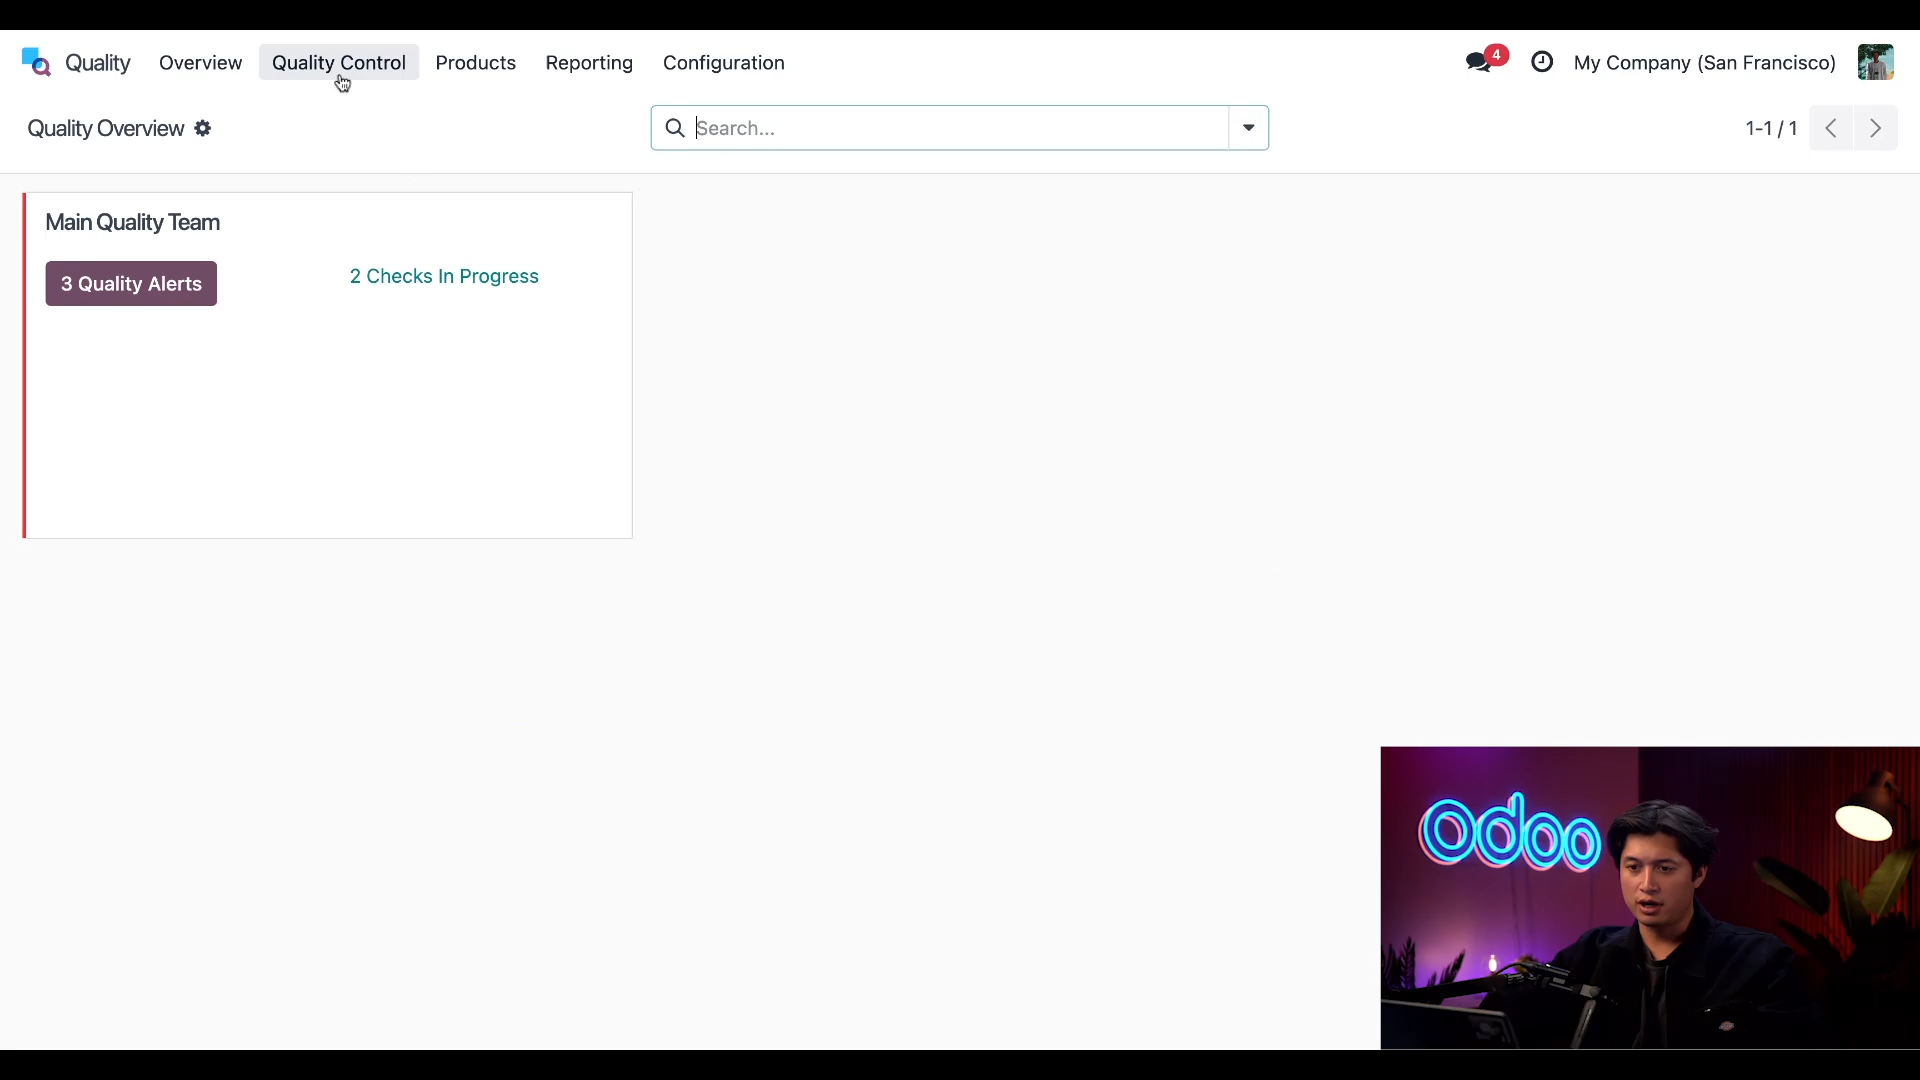 Quality Overview Quality Control Products Reporting Configuration 4 My Company (San Francisco)
Quality Overview Search... 1-1 / 1
Main Quality Team
3 Quality Alerts 2 Checks In Progress
odoo